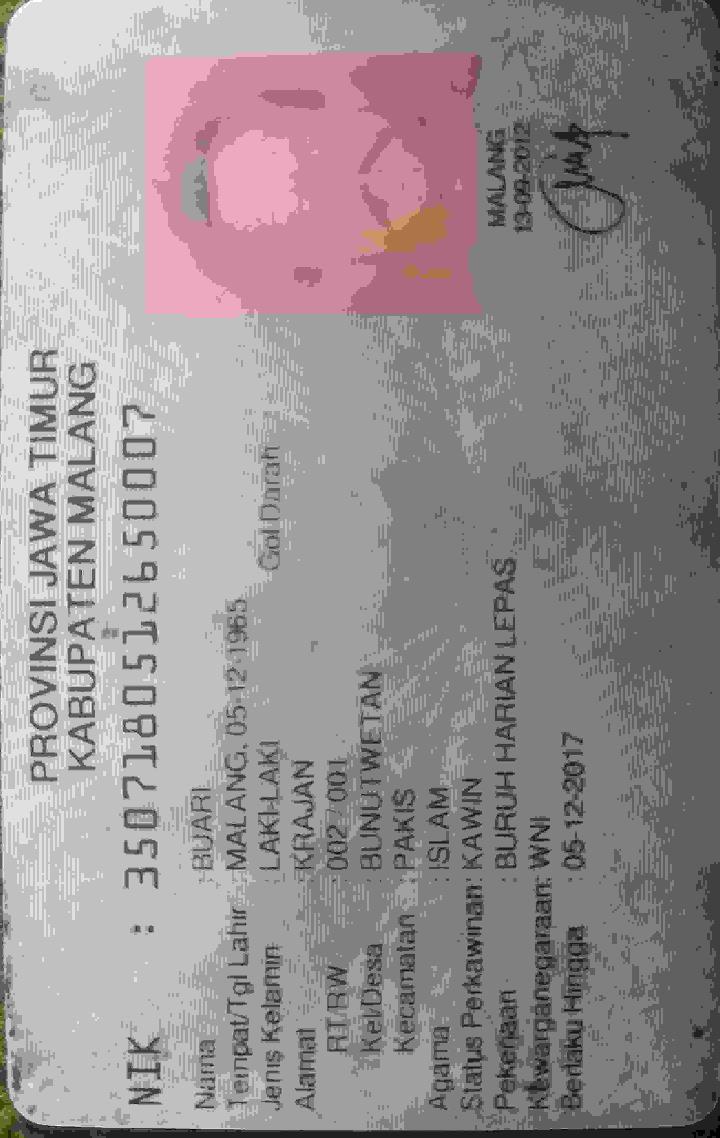 PROVINSI JAWA TIMUR
KABUPATEN MALANG
NIK : 3507180512650007
Nama : BUARI
Tempat/Tgl Lahir : MALANG, 05-12-1965
Jenis Kelamin : LAKI-LAKI Gol Darah
Alamat : KRAJAN
RT/RW : 002 / 001
Kel/Desa : BUNUTWETAN
Kecamatan : PAKIS
Agama : ISLAM
Status Perkawinan : KAWIN
Pekerjaan : BURUH HARIAN LEPAS
Kewarganegaraan: WNI
Berlaku Hingga : 05-12-2017
MALANG
13-09-2012